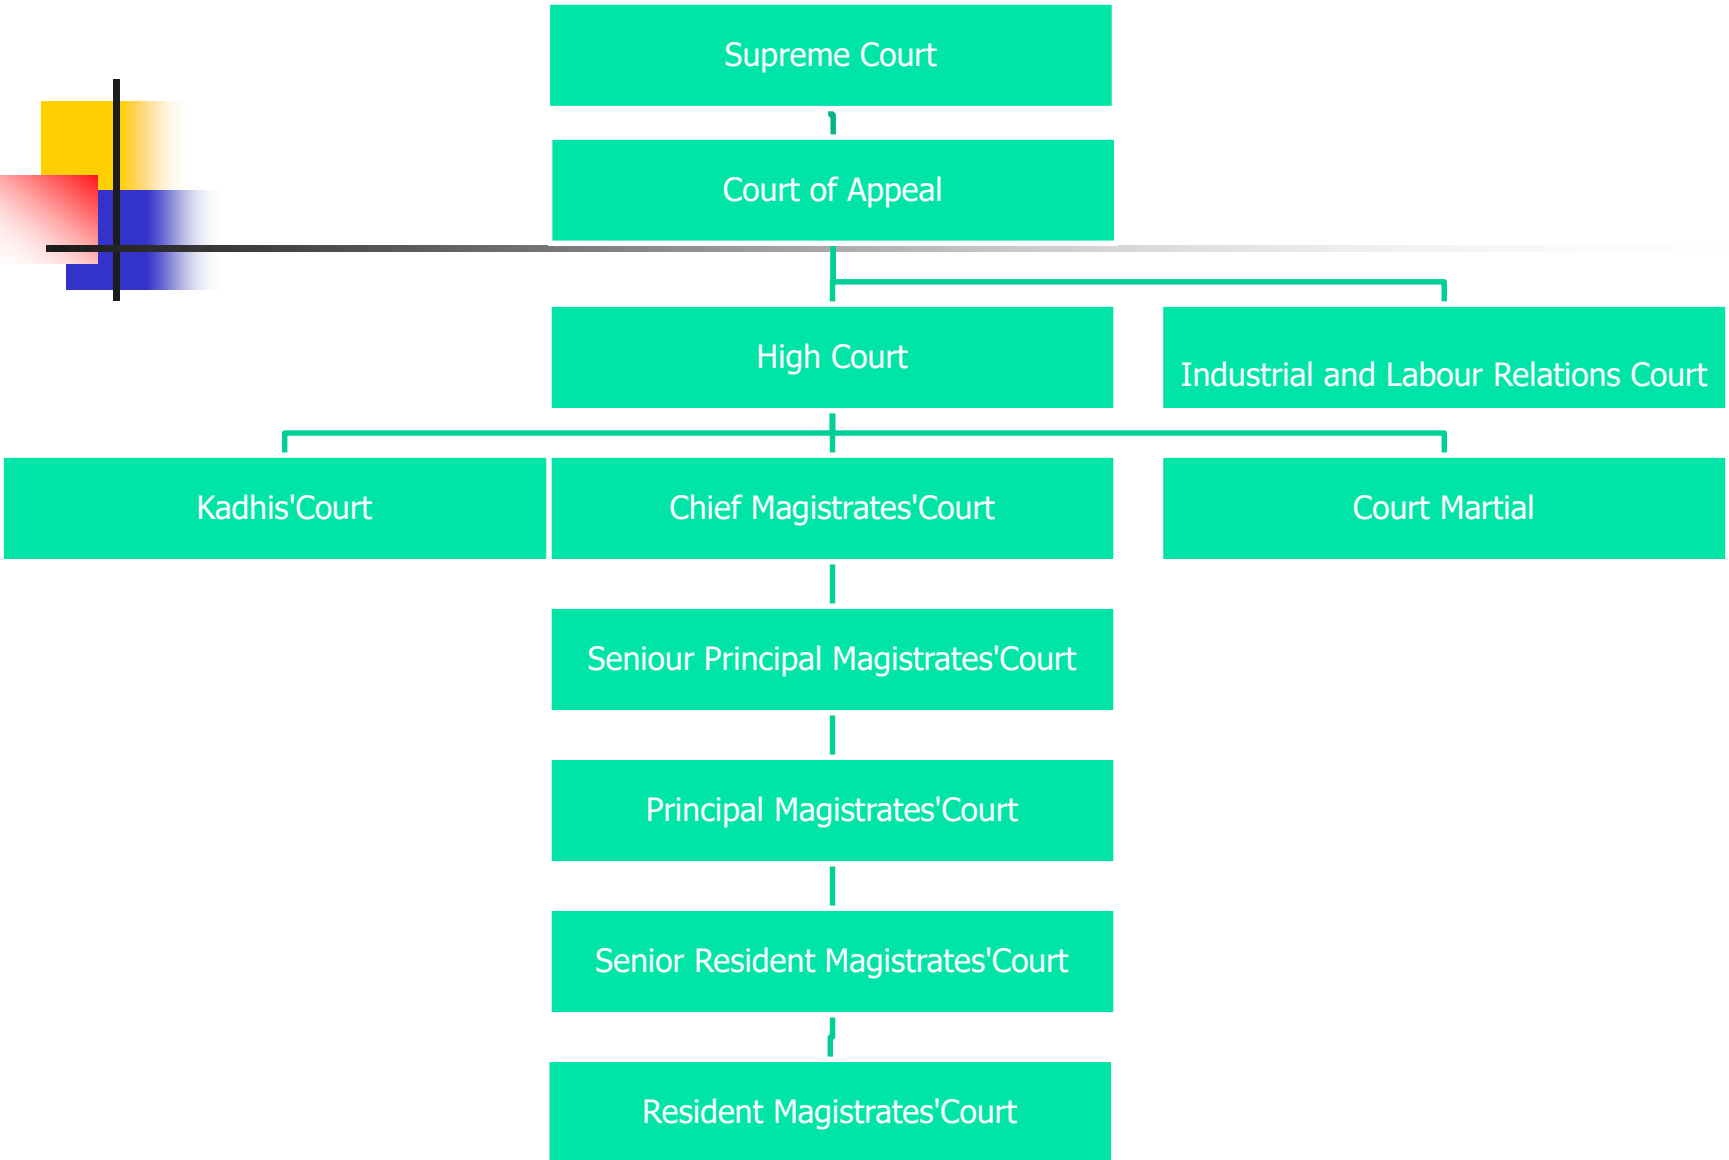 Supreme Court
Court of Appeal
High Court
Industrial and Labour Relations Court
Kadhis'Court
Chief Magistrates'Court
Court Martial
Seniour Principal Magistrates'Court
Principal Magistrates'Court
Senior Resident Magistrates'Court
Resident Magistrates'Court